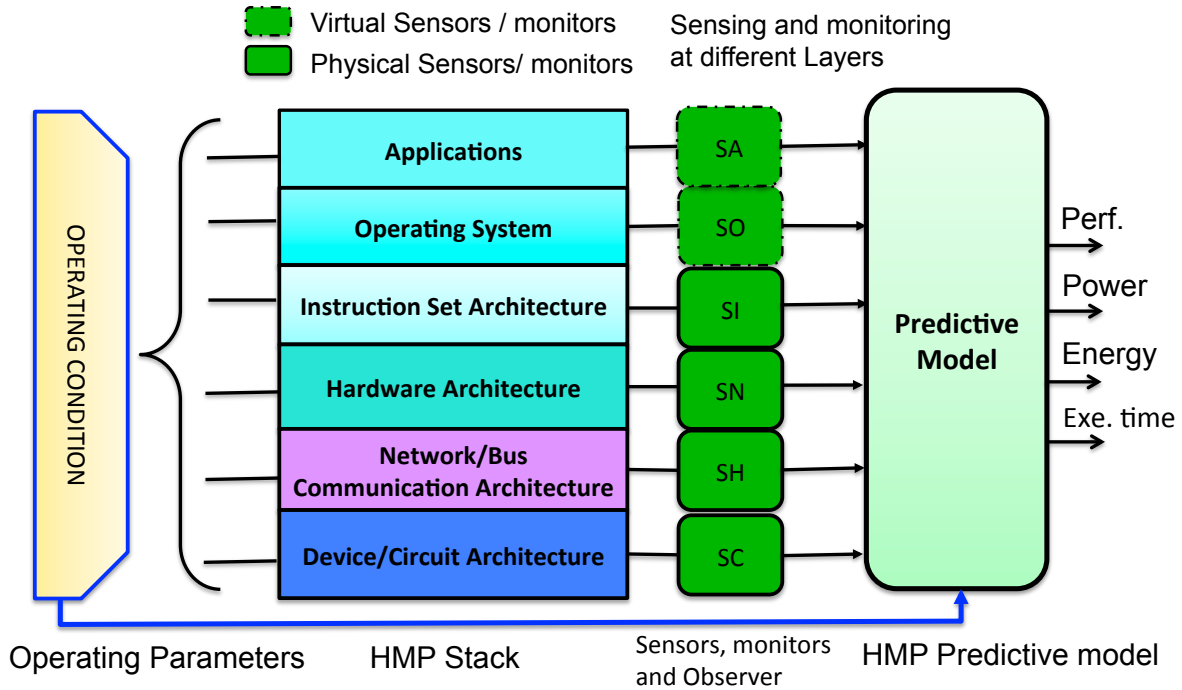 Virtual Sensors / monitors
Physical Sensors/ monitors
Sensing and monitoring
at different Layers
OPERATING CONDITION
Applications
Operating System
Instruction Set Architecture
Hardware Architecture
Network/Bus
Communication Architecture
Device/Circuit Architecture
SA
SO
SI
SN
SH
SC
Predictive
Model
Perf.
Power
Energy
Exe. time
Operating Parameters
HMP Stack
Sensors, monitors
and Observer
HMP Predictive model